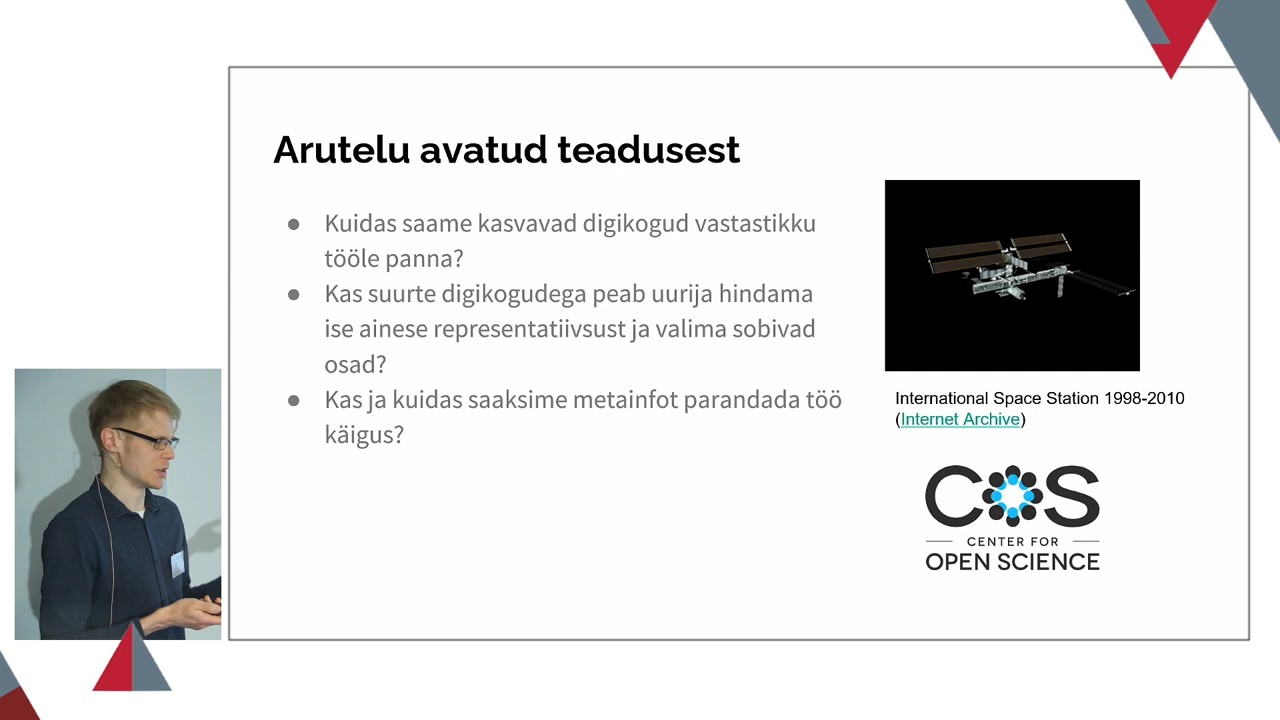 Arutelu avatud teadusest
● Kuidas saame kasvavad digikogud vastastikku
tööle panna?
● Kas suurte digikogudega peab uurija hindama
ise ainese representatiivsust ja valima sobivad
osad?
● Kas ja kuidas saaksime metainfot parandada töö
käigus?
International Space Station 1998-2010
(Internet Archive)
COS
CENTER FOR
OPEN SCIENCE